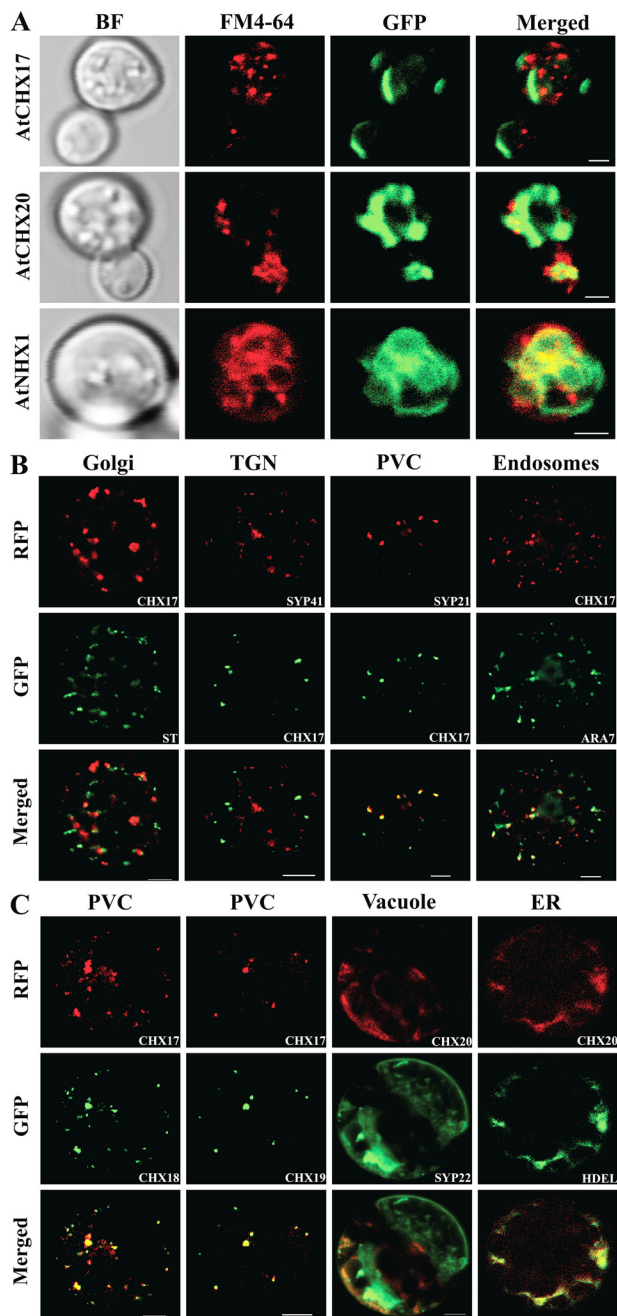 A BF FM4-64 GFP Merged
AtCHX17
AtCHX20
AtNHX1
B Golgi TGN PVC Endosomes
RFP
CHX17 SYP41 SYP21 CHX17
GFP
ST CHX17 CHX17 ARA7
Merged
C PVC PVC Vacuole ER
RFP
CHX17 CHX17 CHX20 CHX20
GFP
CHX18 CHX19 SYP22 HDEL
Merged